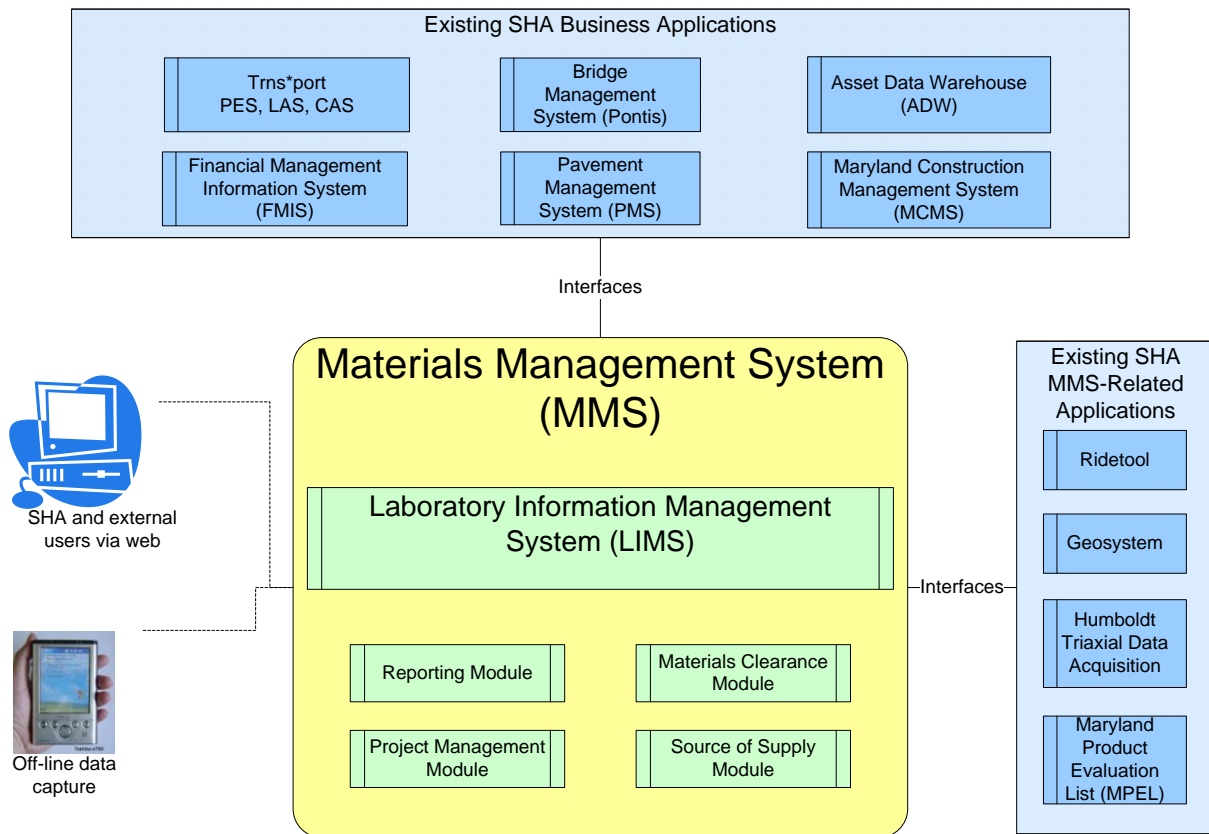 Existing SHA Business Applications
Trns*port
PES, LAS, CAS
Bridge
Management
System (Pontis)
Asset Data Warehouse
(ADW)
Financial Management
Information System
(FMIS)
Pavement
Management
System (PMS)
Maryland Construction
Management System
(MCMS)
Interfaces
Materials Management System
(MMS)
Laboratory Information Management
System (LIMS)
Reporting Module
Materials Clearance
Module
Project Management
Module
Source of Supply
Module
SHA and external
users via web
Off-line data
capture
Interfaces
Existing SHA
MMS-Related
Applications
Ridetool
Geosystem
Humboldt
Triaxial Data
Acquisition
Maryland
Product
Evaluation
List (MPEL)